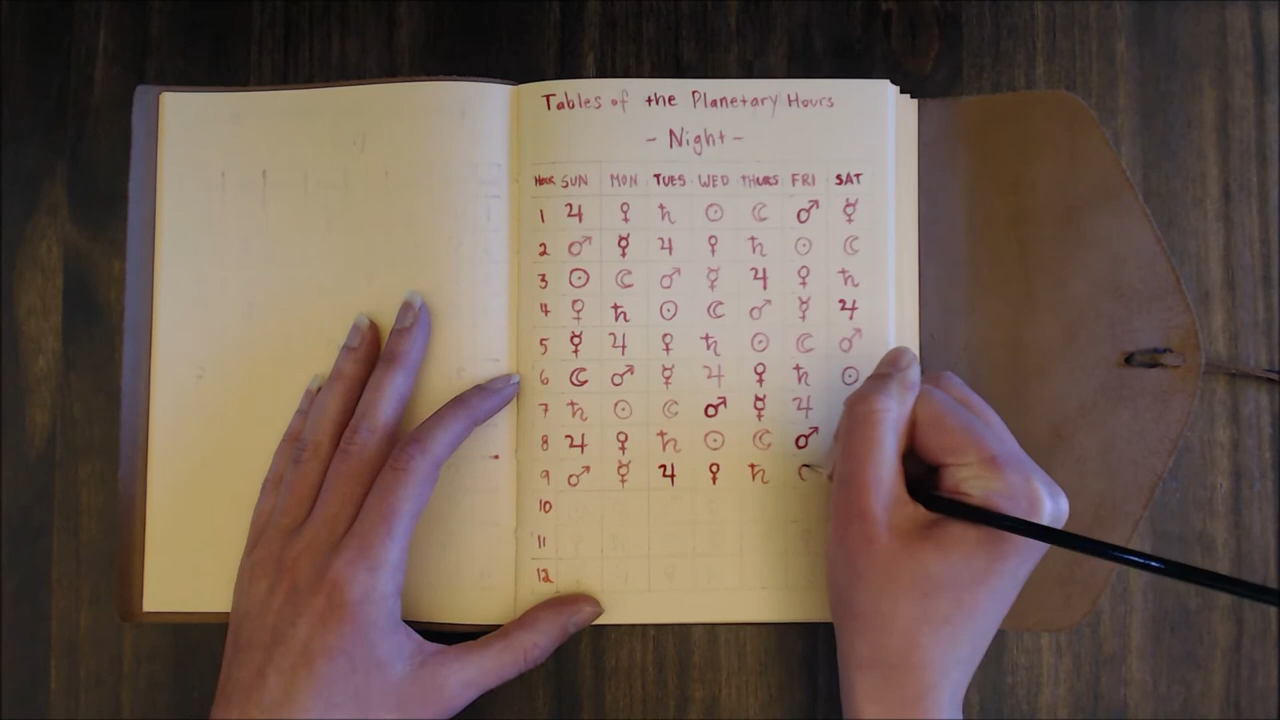 Tables of the Planetary Hours
- Night -
Hour SUN MON TUES WED THURS FRI SAT
1 ♃ ♀ ♄ ☉ ☾ ♂ ☿
2 ♂ ☿ ♃ ♀ ♄ ☉ ☾
3 ☉ ☾ ♂ ☿ ♃ ♀ ♄
4 ♀ ♄ ☉ ☾ ♂ ☿ ♃
5 ☿ ♃ ♀ ♄ ☉ ☾ ♂
6 ☾ ♂ ☿ ♃ ♀ ♄ ☉
7 ♄ ☉ ☾ ♂ ☿ ♃
8 ♃ ♀ ♄ ☉ ☾ ♂
9 ♂ ☿ ♃ ♀ ♄
10
11
12